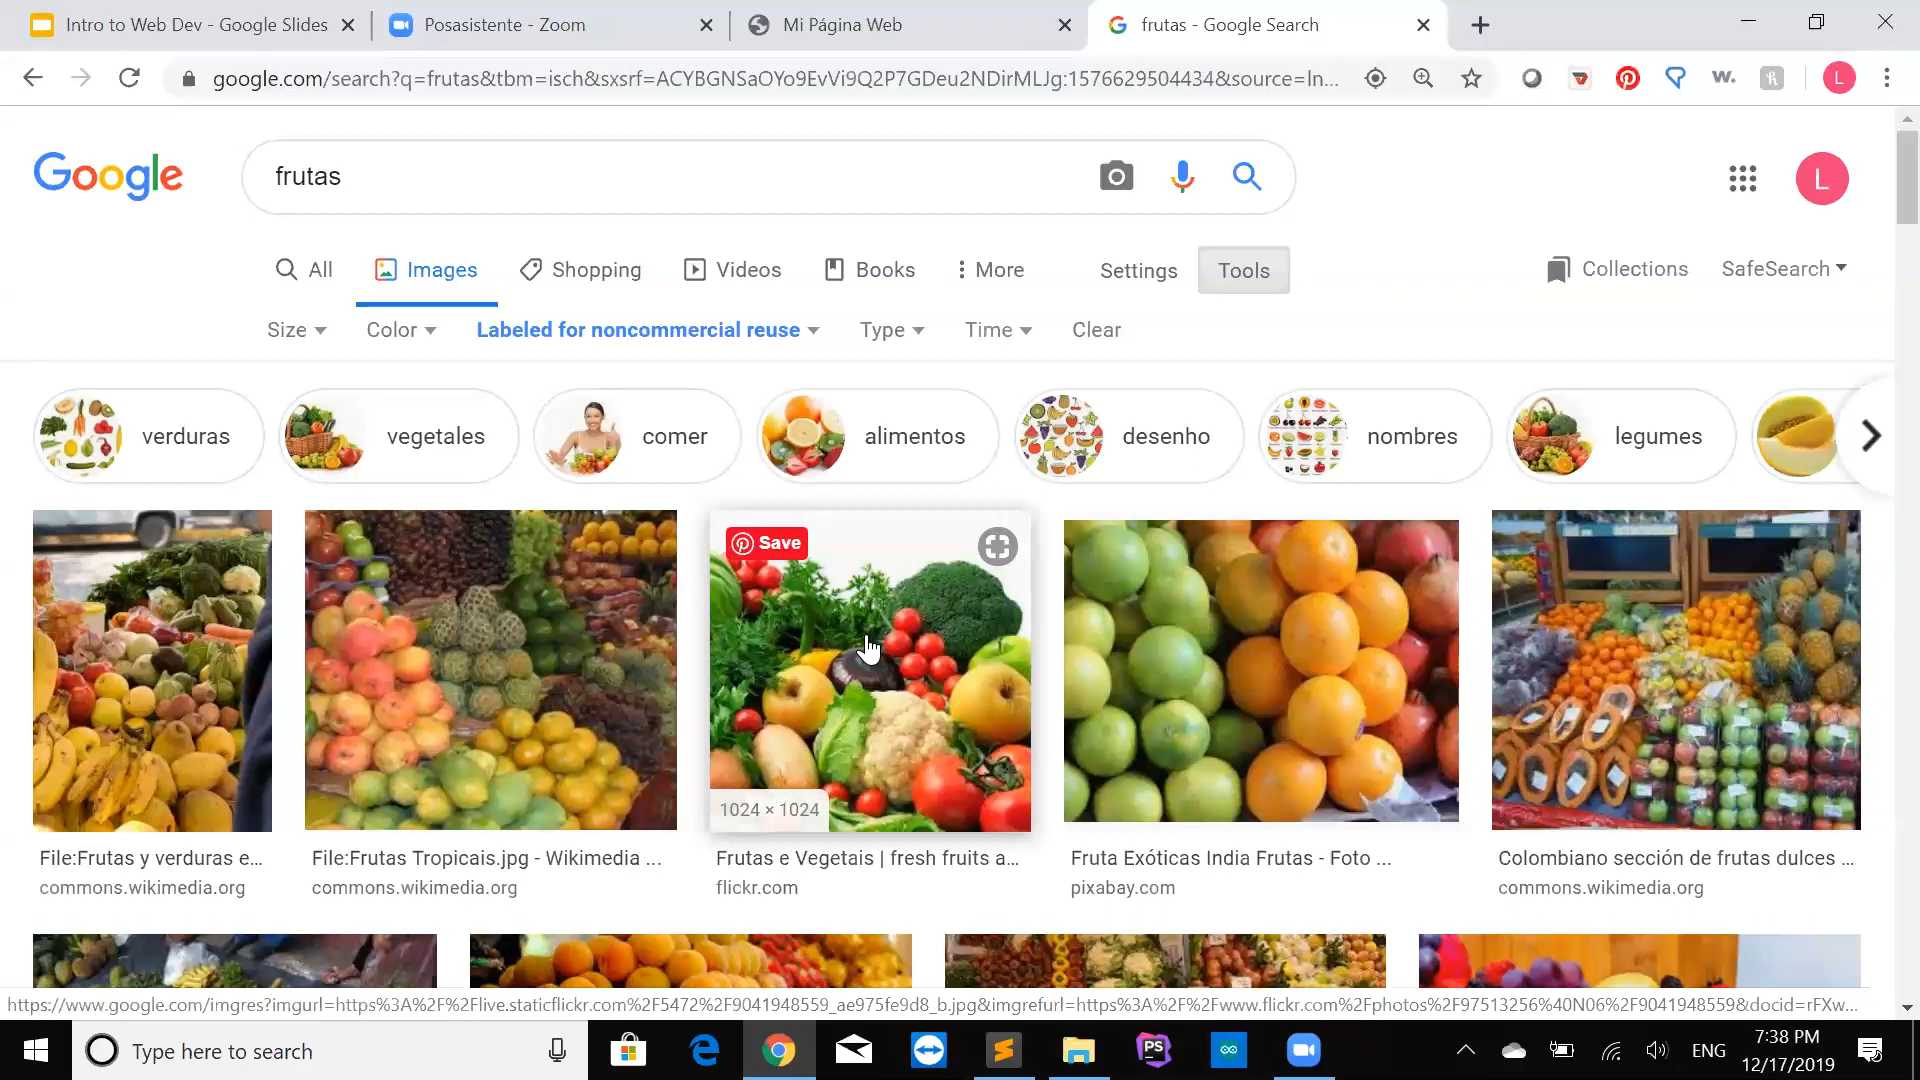 Intro to Web Dev - Google Slides
Posasistente - Zoom
Mi Página Web
frutas - Google Search
google.com/search?q=frutas&tbm=isch&sxsrf=ACYBGNSaOYo9EvVi9Q2P7GDeu2NDirMLJg:1576629504434&source=ln...
w.
h
L
Google
frutas
L
All
Images
Shopping
Videos
Books
More
Settings
Tools
Collections
SafeSearch
Size
Color
Labeled for noncommercial reuse
Type
Time
Clear
verduras
vegetales
comer
alimentos
desenho
nombres
legumes
Save
1024 × 1024
File:Frutas y verduras e...
commons.wikimedia.org
File:Frutas Tropicais.jpg - Wikimedia ...
commons.wikimedia.org
Frutas e Vegetais | fresh fruits a...
flickr.com
Fruta Exóticas India Frutas - Foto ...
pixabay.com
Colombiano sección de frutas dulces ...
commons.wikimedia.org
https://www.google.com/imgres?imgurl=https%3A%2F%2Flive.staticflickr.com%2F5472%2F9041948559_ae975fe9d8_b.jpg&imgrefurl=https%3A%2F%2Fwww.flickr.com%2Fphotos%2F97513256%40N06%2F9041948559&docid=rFXw...
Type here to search
PS
ENG
7:38 PM
12/17/2019